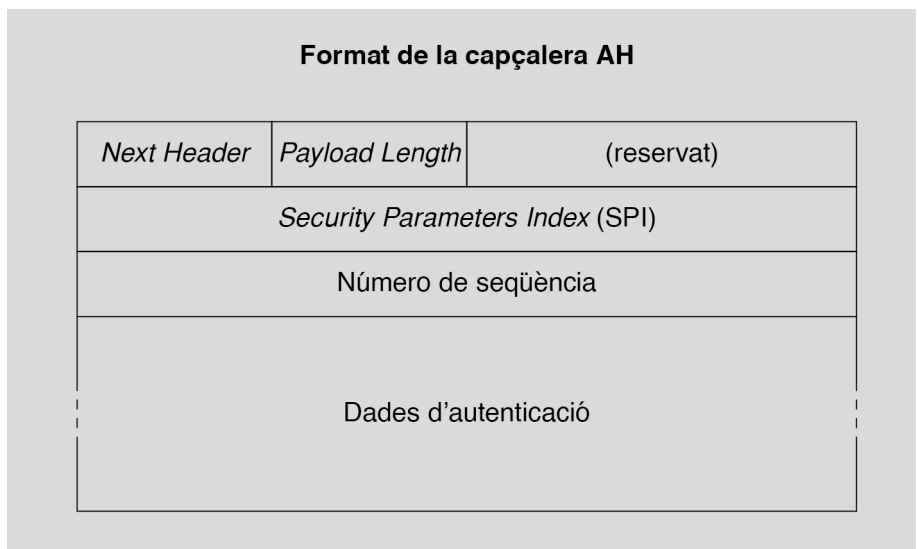 Format de la capçalera AH
Next Header Payload Length (reservat)
Security Parameters Index (SPI)
Número de seqüència
Dades d’autenticació